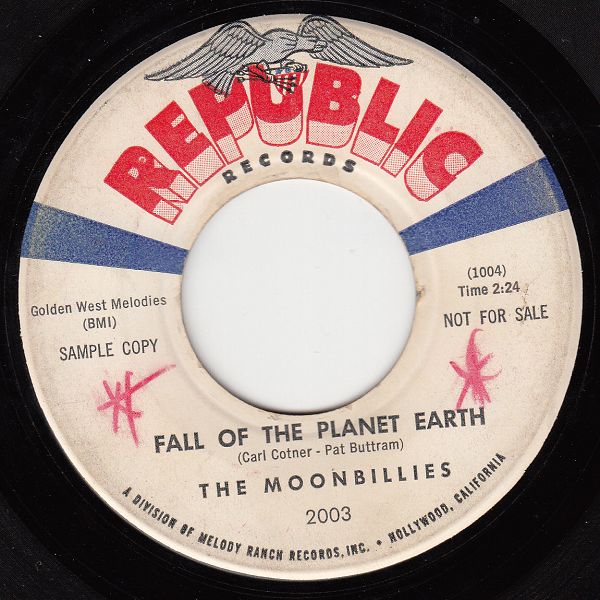 REPUBLIC
RECORDS
Golden West Melodies
(BMI)
SAMPLE COPY
(1004)
Time 2:24
NOT FOR SALE
FALL OF THE PLANET EARTH
(Carl Cotner - Pat Buttram)
THE MOONBILLIES
2003
A DIVISION OF MELODY RANCH RECORDS, INC. • HOLLYWOOD, CALIFORNIA